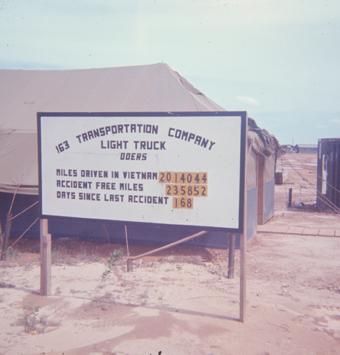 163 TRANSPORTATION COMPANY
LIGHT TRUCK
DOERS
MILES DRIVEN IN VIETNAM 2014044
ACCIDENT FREE MILES 235852
DAYS SINCE LAST ACCIDENT 168